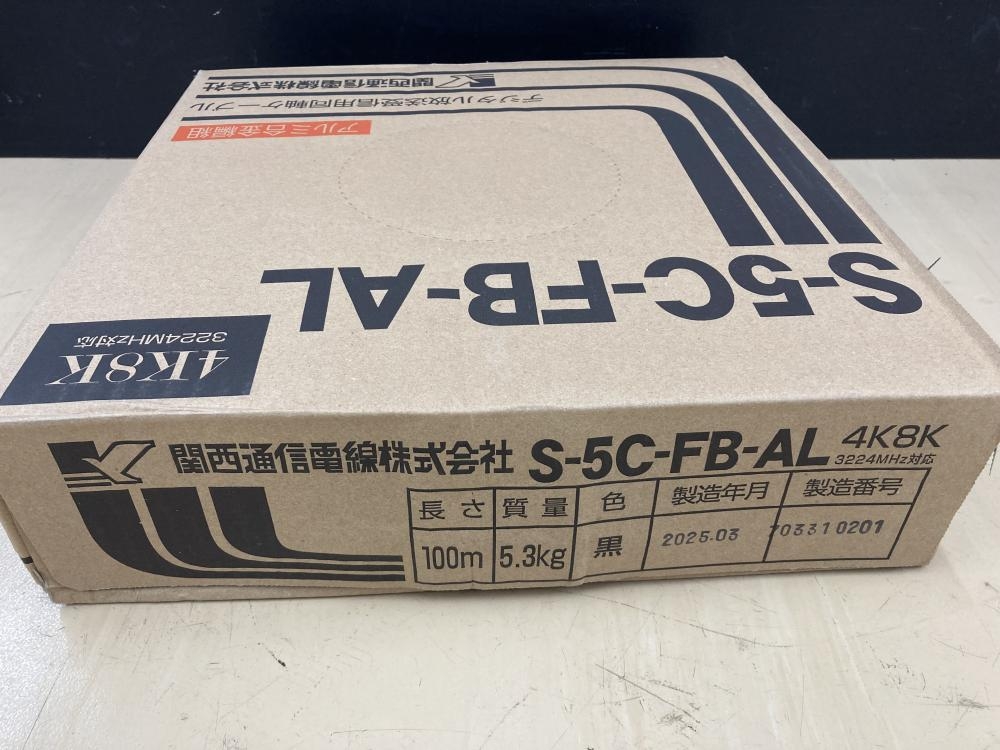 関西通信電線株式会社
デジタル放送受信用同軸ケーブル
アルミ合金編組
S-5C-FB-AL
4K8K
3224MHz対応
関西通信電線株式会社 S-5C-FB-AL 4K8K
3224MHz対応
長さ 質量 色 製造年月 製造番号
100m 5.3kg 黒 2025.03 703310201